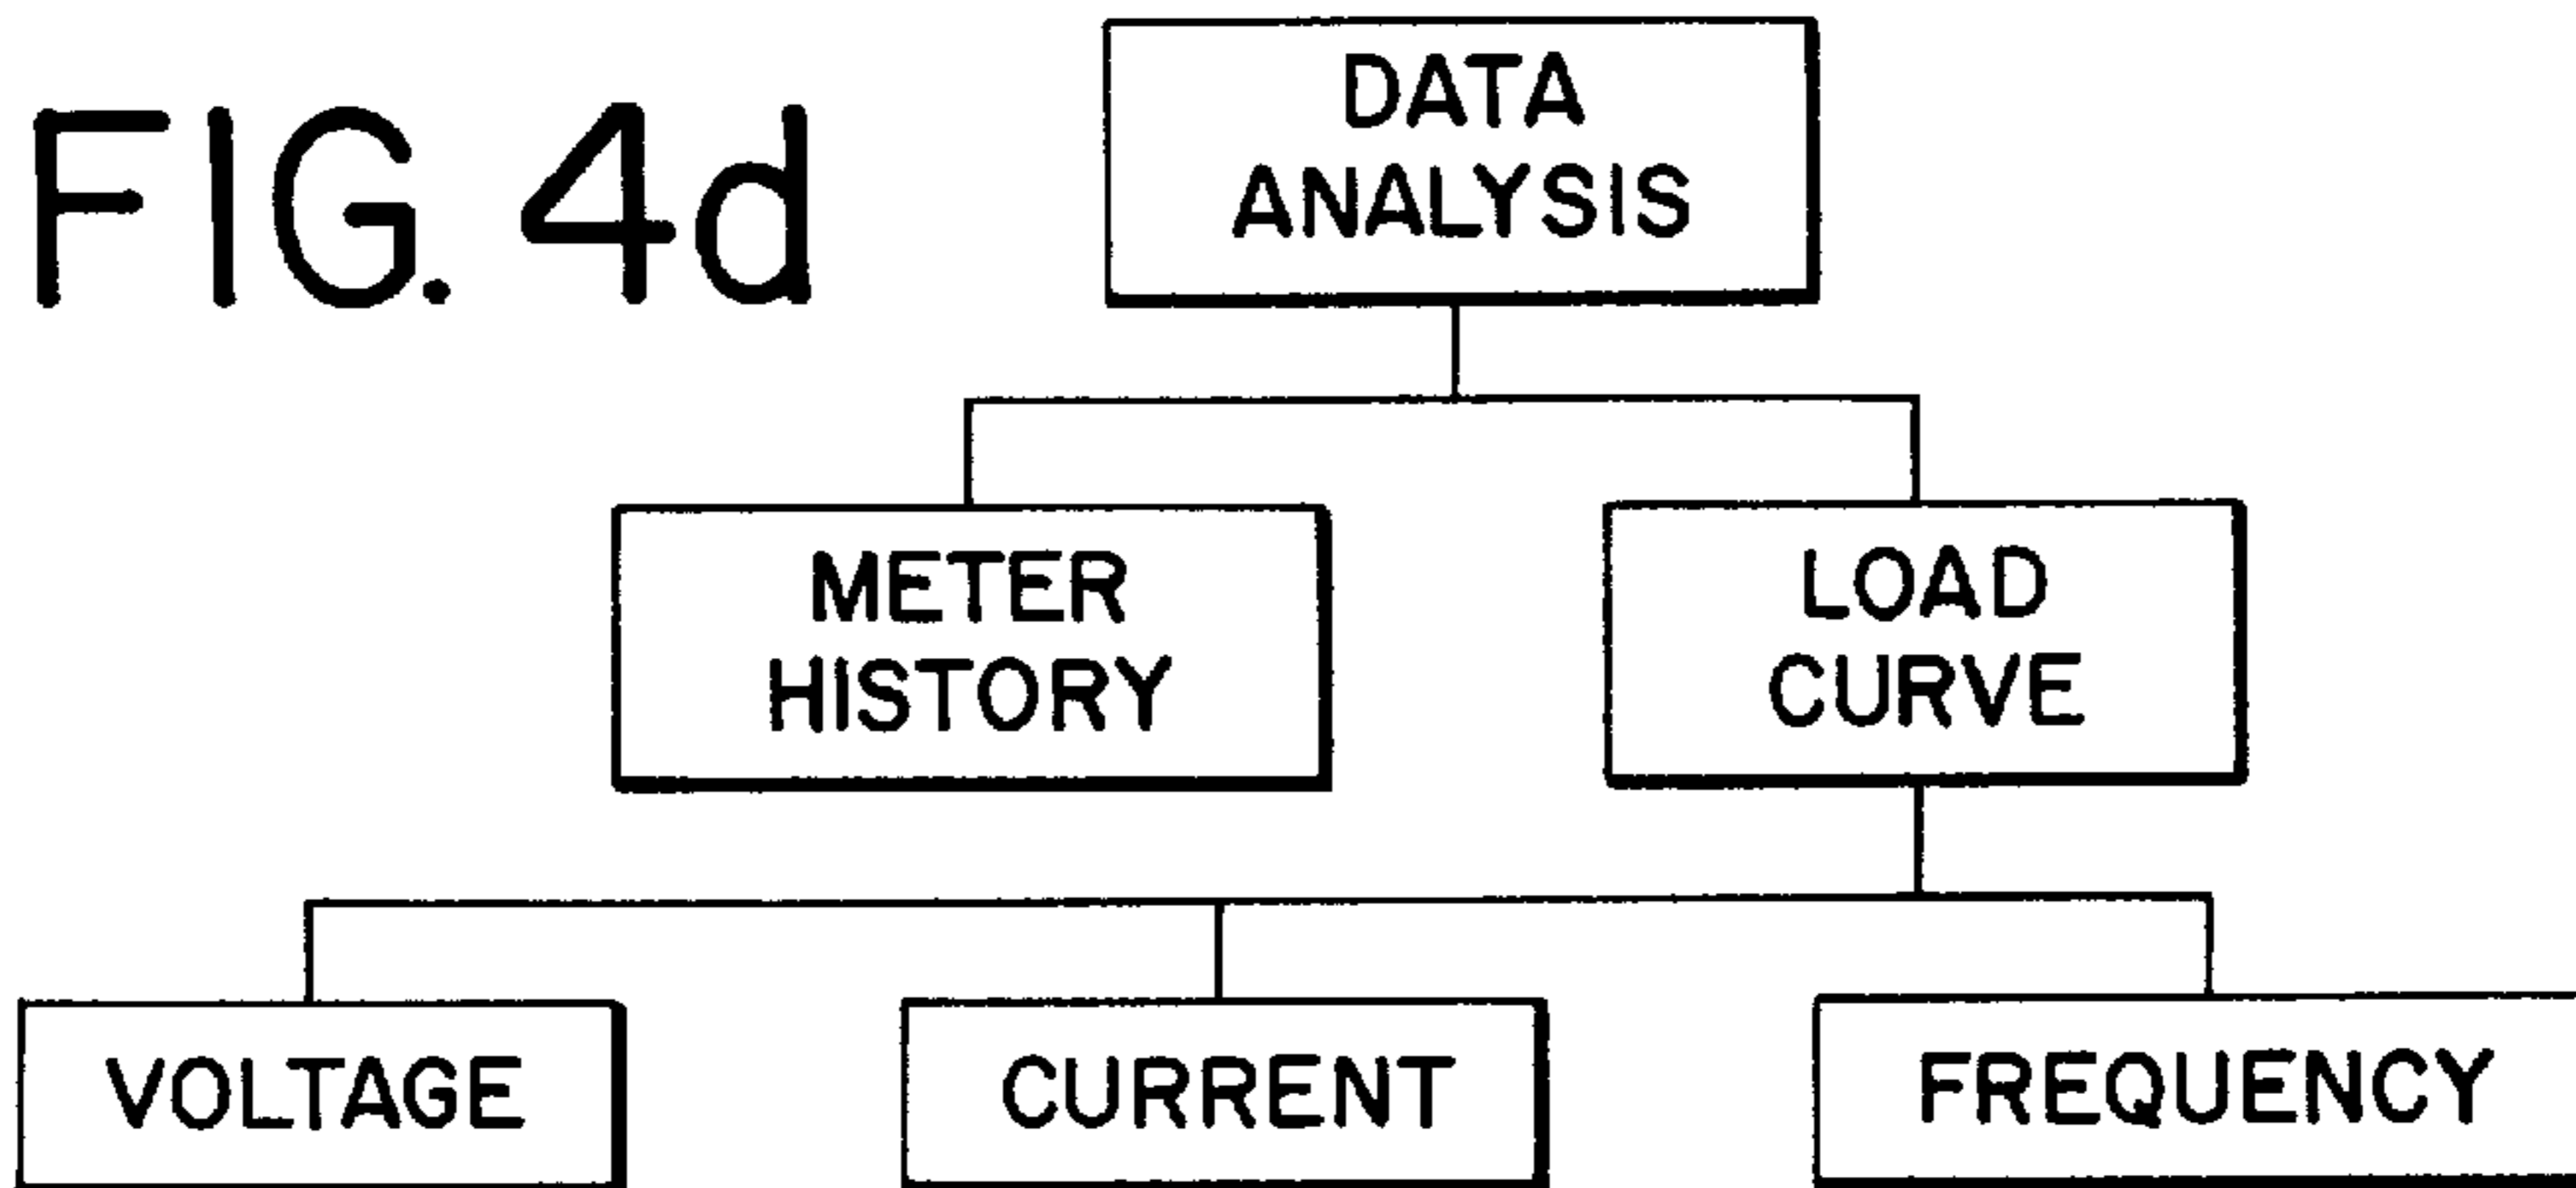 FIG. 4d
DATA
ANALYSIS
METER
HISTORY
LOAD
CURVE
VOLTAGE
CURRENT
FREQUENCY